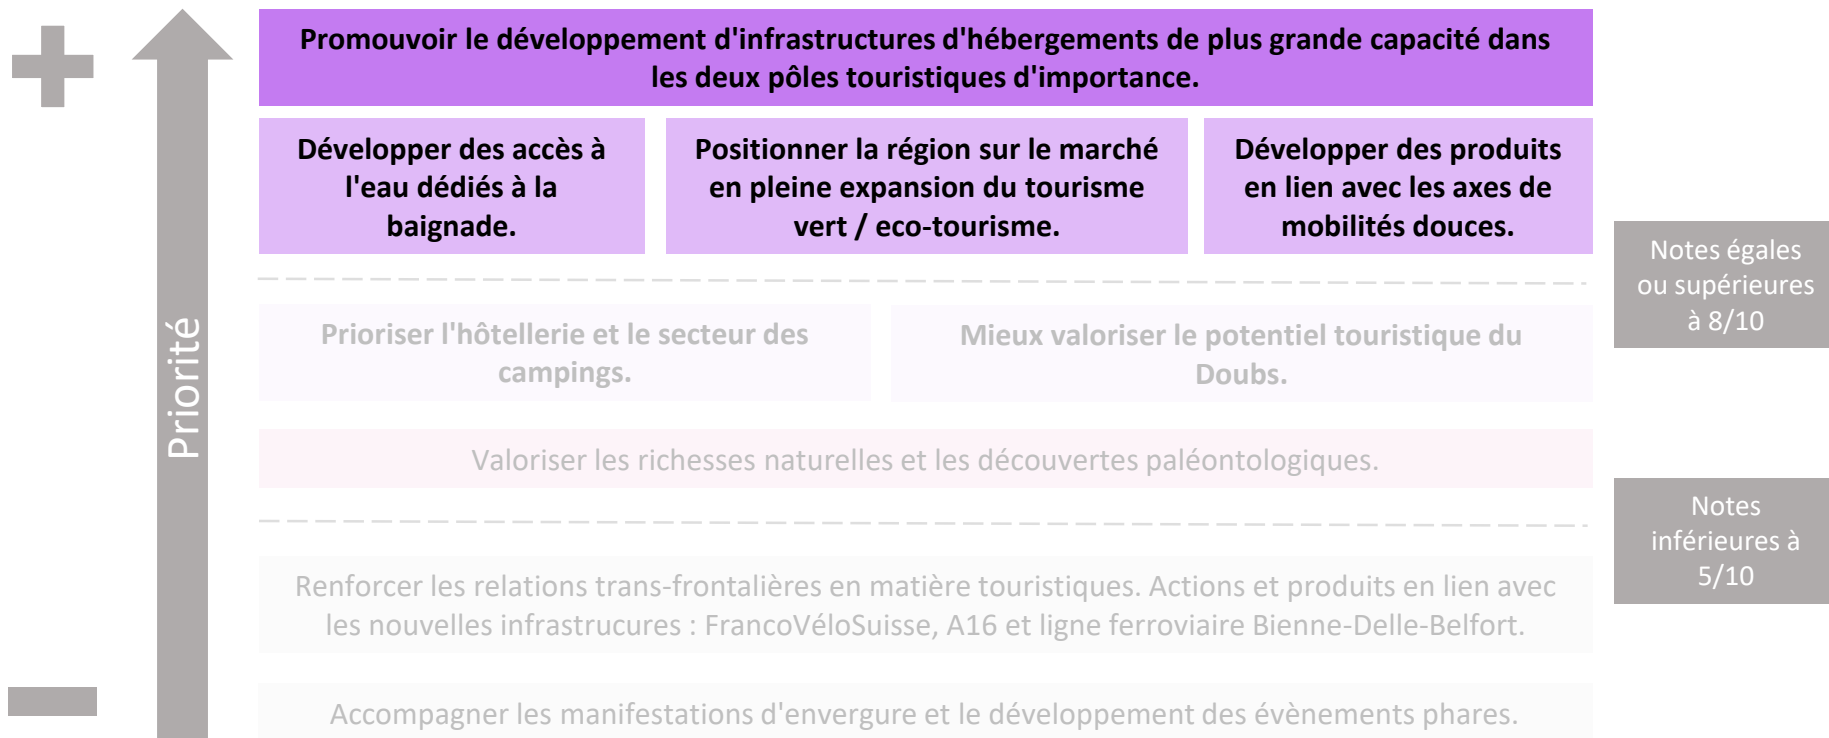 Promouvoir le développement d'infrastructures d'hébergements de plus grande capacité dans
les deux pôles touristiques d'importance.
Développer des accès à
l'eau dédiés à la
baignade.
Positionner la région sur le marché
en pleine expansion du tourisme
vert / eco-tourisme.
Développer des produits
en lien avec les axes de
mobilités douces.
Notes égales
ou supérieures
à 8/10
Priorité
Prioriser l'hôtellerie et le secteur des
campings.
Mieux valoriser le potentiel touristique du
Doubs.
Valoriser les richesses naturelles et les découvertes paléontologiques.
Notes
inférieures à
5/10
Renforcer les relations trans-frontalières en matière touristiques. Actions et produits en lien avec
les nouvelles infrastrucures : FrancoVéloSuisse, A16 et ligne ferroviaire Bienne-Delle-Belfort.
Accompagner les manifestations d'envergure et le développement des évènements phares.